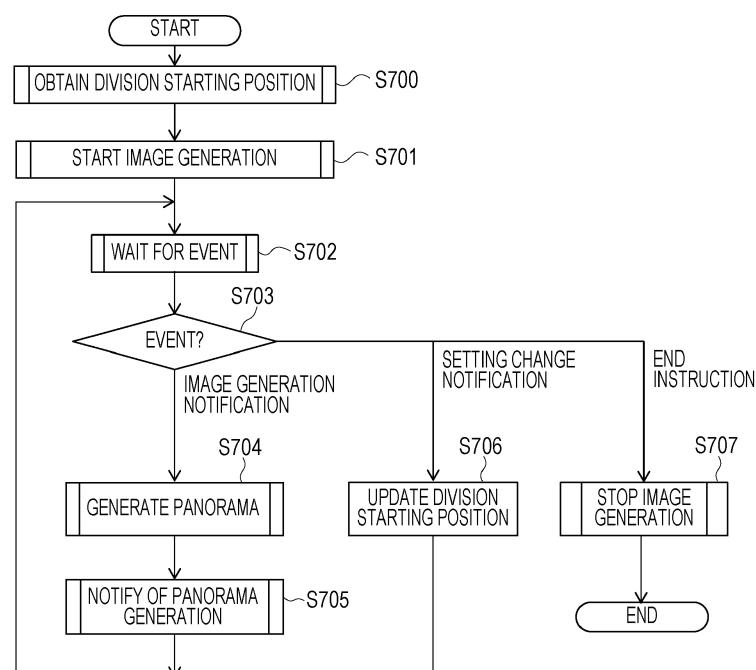 START
OBTAIN DIVISION STARTING POSITION
S700
START IMAGE GENERATION
S701
WAIT FOR EVENT
S702
S703
EVENT?
IMAGE GENERATION
NOTIFICATION
SETTING CHANGE
NOTIFICATION
END
INSTRUCTION
S704
GENERATE PANORAMA
S706
UPDATE DIVISION
STARTING POSITION
S707
STOP IMAGE
GENERATION
NOTIFY OF PANORAMA
GENERATION
S705
END